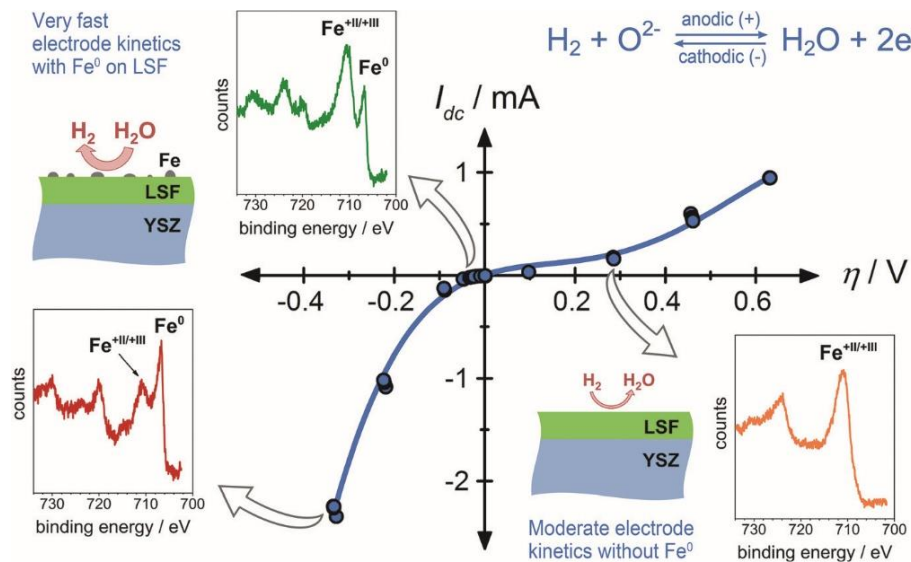 Very fast
electrode kinetics
with Fe⁰ on LSF
H₂ H₂O
Fe
LSF
YSZ
Fe+II/+III
Fe⁰
counts
730 720 710 700
binding energy / eV
H₂ + O²⁻ anodic (+) cathodic (-) H₂O + 2e
I_dc / mA
1
-0.4 -0.2 0.2 0.4 0.6
η / V
-1
-2
Fe⁰
Fe+II/+III
counts
730 720 710 700
binding energy / eV
H₂ H₂O
LSF
YSZ
Moderate electrode
kinetics without Fe⁰
Fe+II/+III
counts
730 720 710 700
binding energy / eV